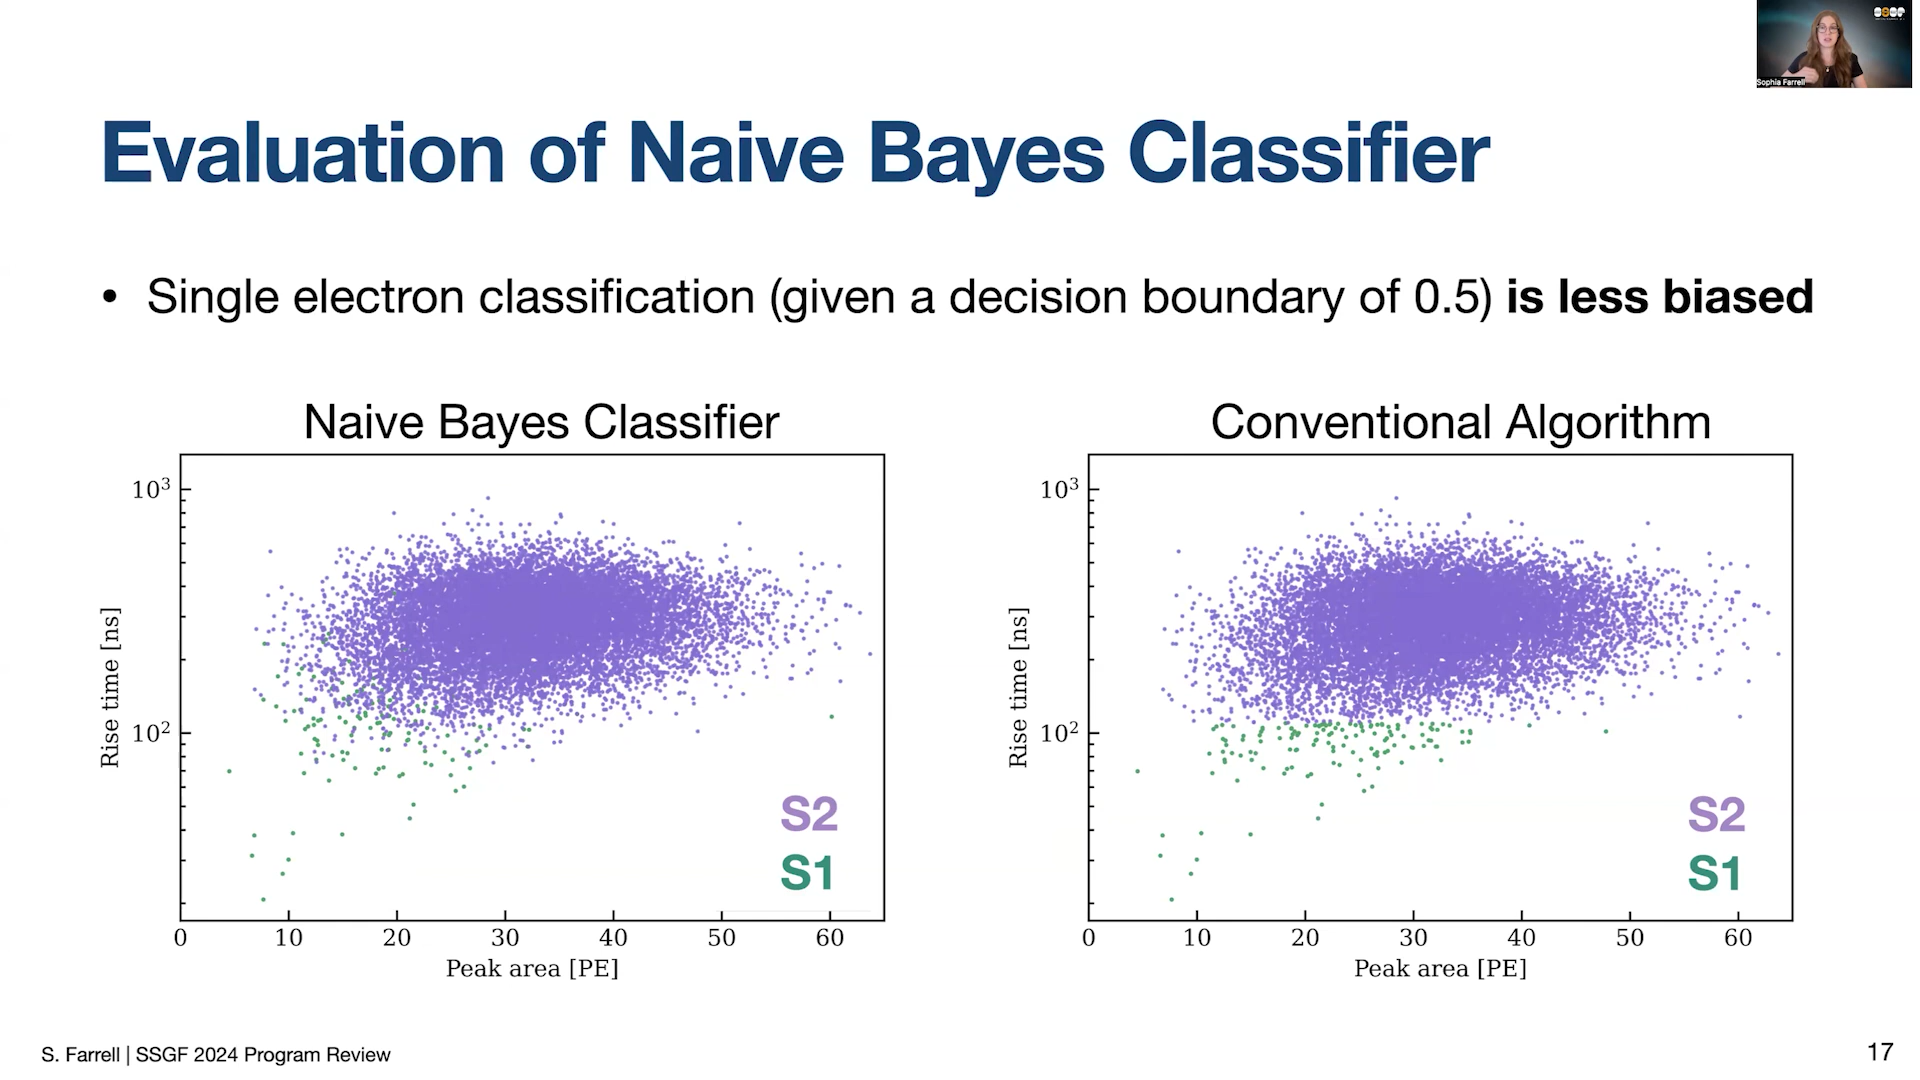 Sophia Farrell
Evaluation of Naive Bayes Classifier
• Single electron classification (given a decision boundary of 0.5) is less biased
Naive Bayes Classifier
10³
10²
Rise time [ns]
S2
S1
0 10 20 30 40 50 60
Peak area [PE]
Conventional Algorithm
10³
10²
Rise time [ns]
S2
S1
0 10 20 30 40 50 60
Peak area [PE]
S. Farrell | SSGF 2024 Program Review
17